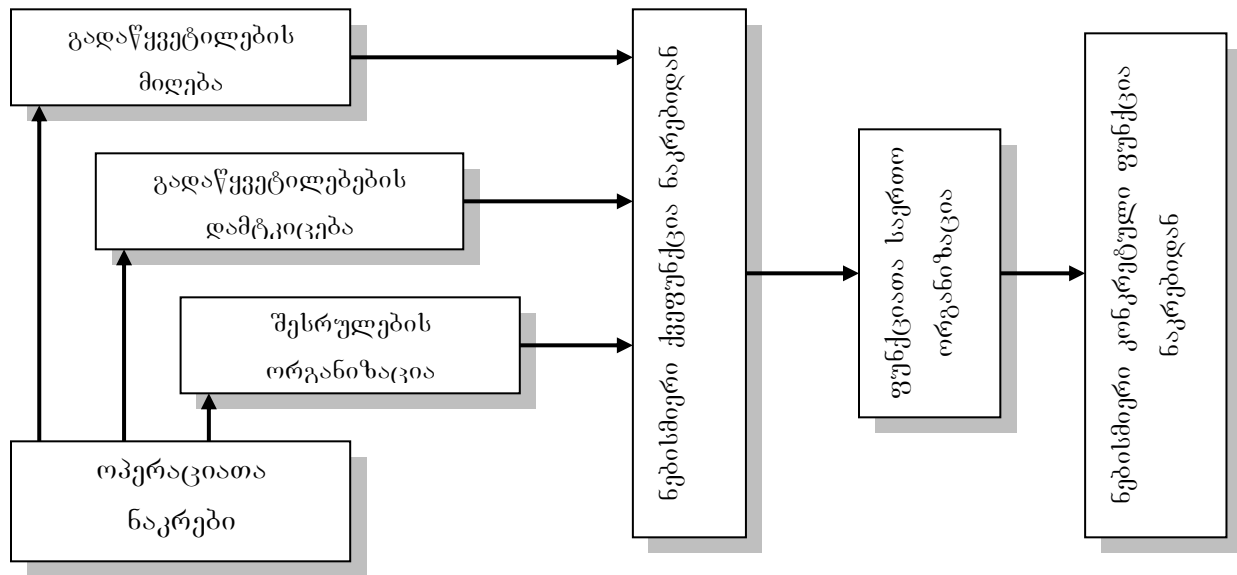 გადაწყვეტილების
მიღება
გადაწყვეტილებების
დამტკიცება
შესრულების
ორგანიზაცია
ოპერაციათა
ნაკრები
ნებისმიერი ქვეფუნქცია ნაკრებიდან
ფუნქციათა საერთო
ორგანიზაცია
ნებისმიერი კონკრეტული ფუნქცია
ნაკრებიდან